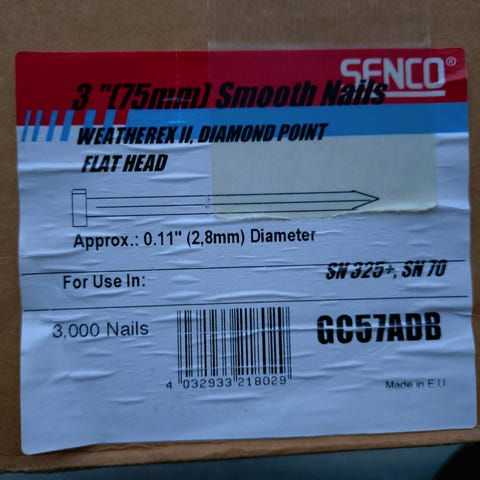 SENCO®
3 "(75mm) Smooth Nails
WEATHEREX II, DIAMOND POINT
FLAT HEAD
Approx.: 0.11" (2,8mm) Diameter
For Use In: SN 325+, SN 70
3,000 Nails GC57ADB
4 032933 218029
Made in E.U.